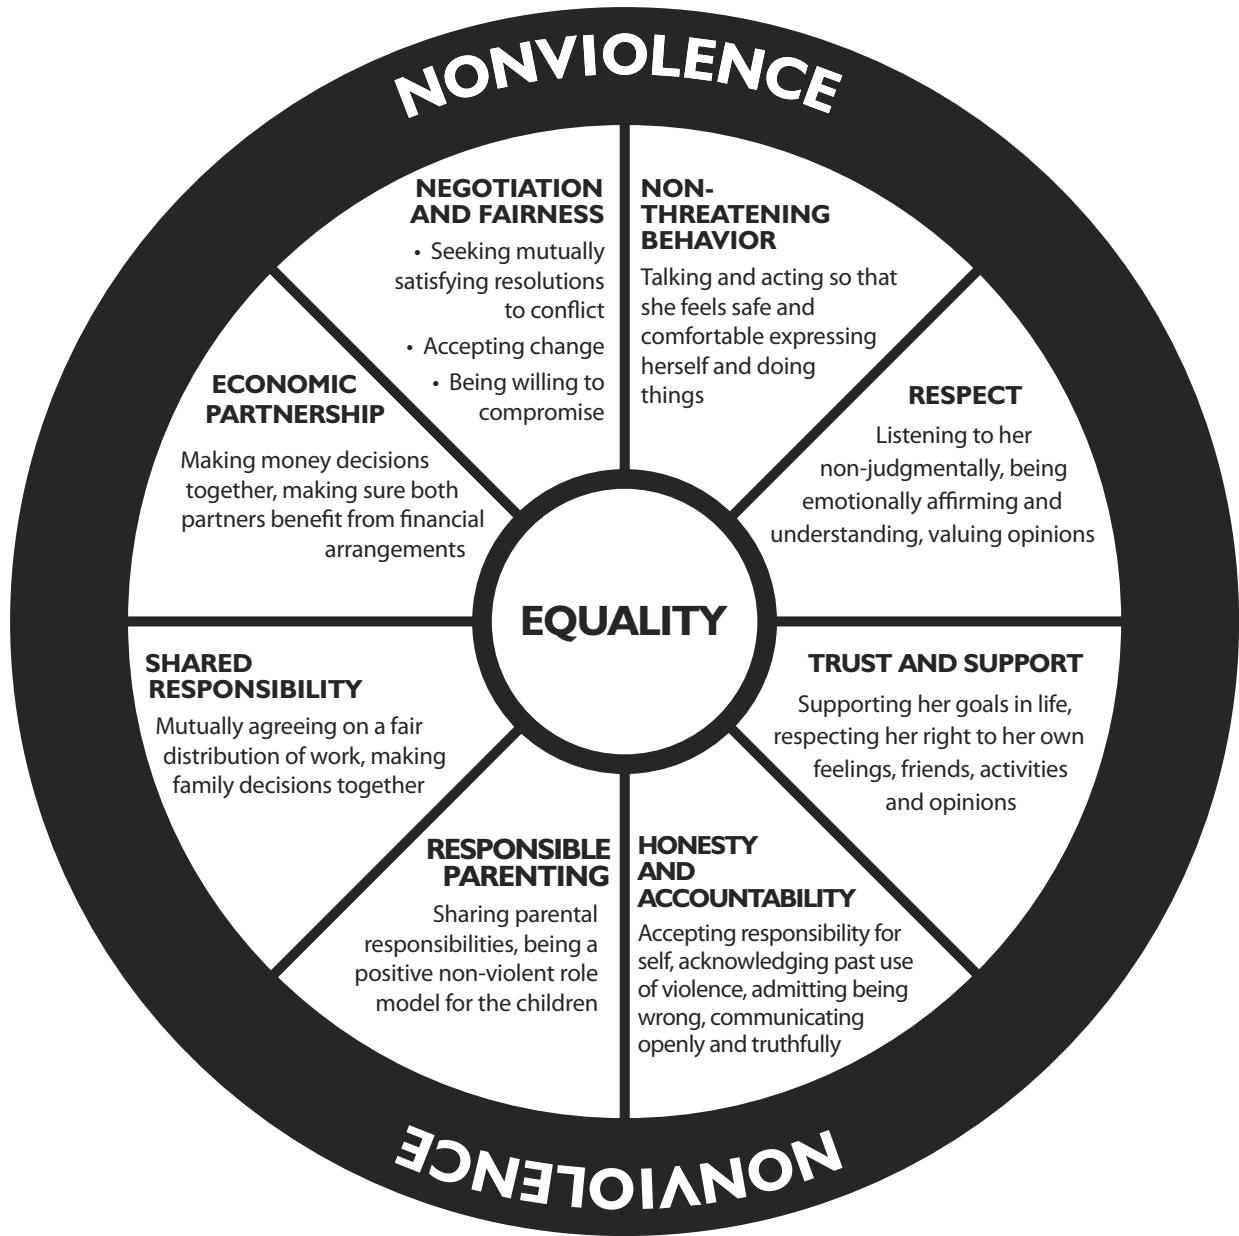 NONVIOLENCE
NEGOTIATION
AND FAIRNESS
• Seeking mutually
satisfying resolutions
to conflict
• Accepting change
• Being willing to
compromise
NON-
THREATENING
BEHAVIOR
Talking and acting so that
she feels safe and
comfortable expressing
herself and doing
things
ECONOMIC
PARTNERSHIP
Making money decisions
together, making sure both
partners benefit from financial
arrangements
RESPECT
Listening to her
non-judgmentally, being
emotionally affirming and
understanding, valuing opinions
EQUALITY
SHARED
RESPONSIBILITY
Mutually agreeing on a fair
distribution of work, making
family decisions together
TRUST AND SUPPORT
Supporting her goals in life,
respecting her right to her own
feelings, friends, activities
and opinions
RESPONSIBLE
PARENTING
Sharing parental
responsibilities, being a
positive non-violent role
model for the children
HONESTY
AND
ACCOUNTABILITY
Accepting responsibility for
self, acknowledging past use
of violence, admitting being
wrong, communicating
openly and truthfully
NONVIOLENCE